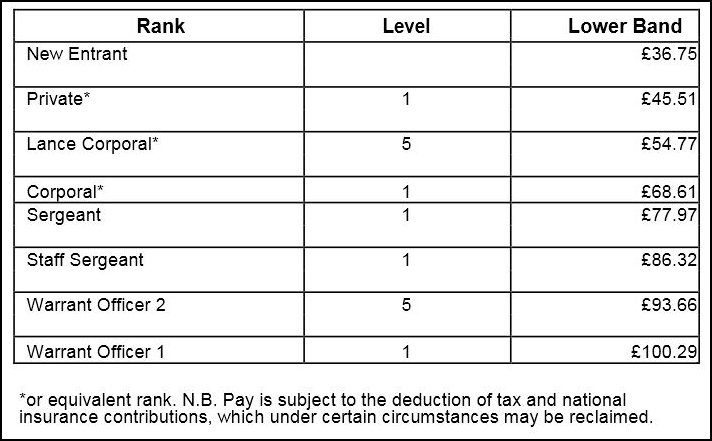 Rank Level Lower Band
New Entrant £36.75
Private* 1 £45.51
Lance Corporal* 5 £54.77
Corporal* 1 £68.61
Sergeant 1 £77.97
Staff Sergeant 1 £86.32
Warrant Officer 2 5 £93.66
Warrant Officer 1 1 £100.29
*or equivalent rank. N.B. Pay is subject to the deduction of tax and national
insurance contributions, which under certain circumstances may be reclaimed.